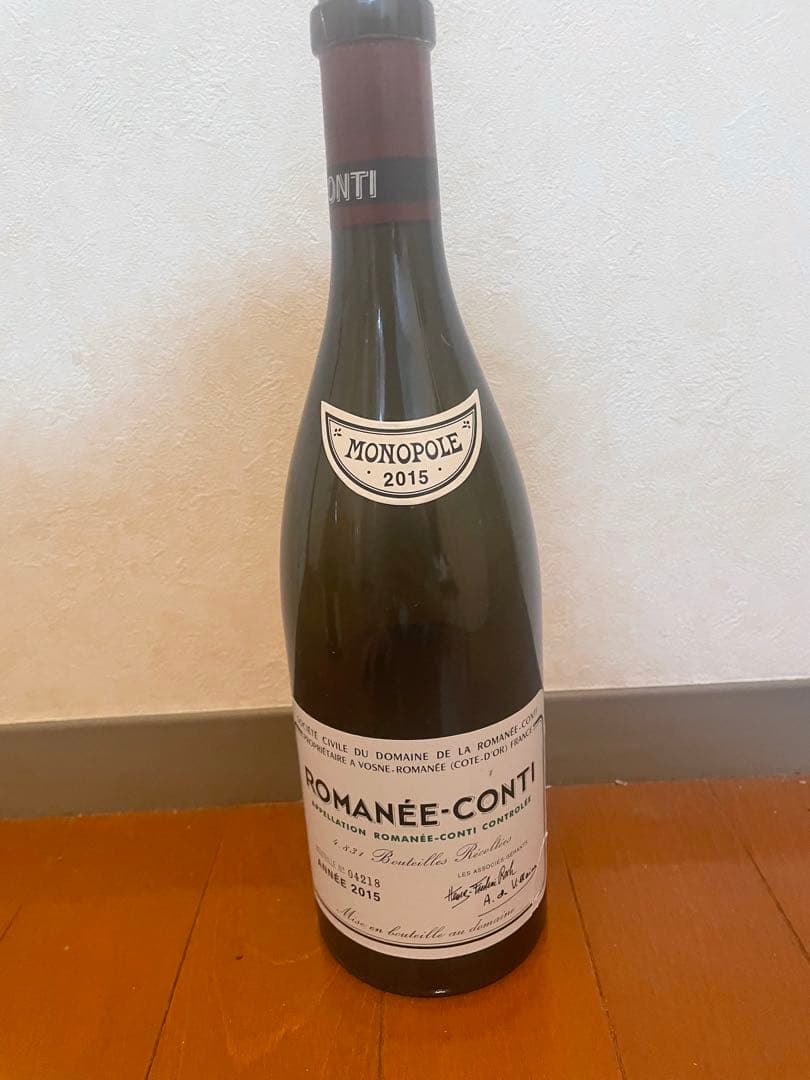 ONTI
MONOPOLE
· 2015 ·
SOCIÉTÉ CIVILE DU DOMAINE DE LA ROMANÉE-CONTI
PROPRIÉTAIRE A VOSNE-ROMANÉE (COTE-D'OR) FRANCE
ROMANÉE-CONTI
APPELLATION ROMANÉE-CONTI CONTROLÉE
4.831 Bouteilles Récoltées
BOUTEILLE No 04218
LES ASSOCIÉS-GÉRANTS
ANNÉE 2015
A. de
Mise en bouteille au domaine